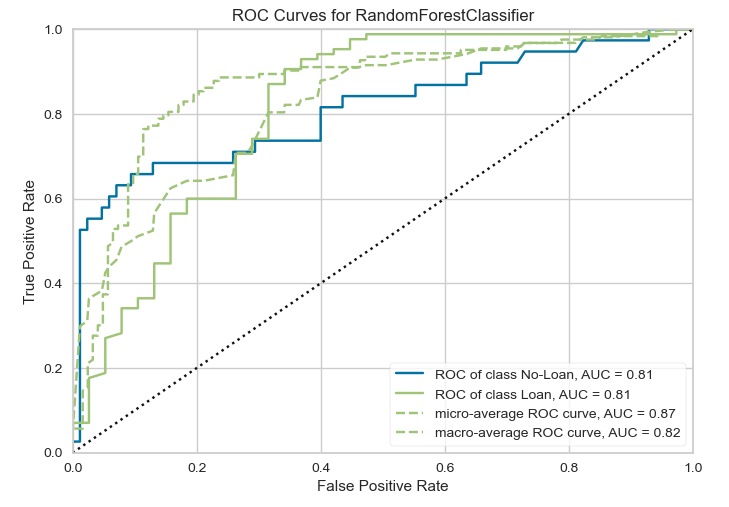 ROC Curves for RandomForestClassifier
1.0
0.8
0.6
0.4
0.2
0.0
True Positive Rate
0.0 0.2 0.4 0.6 0.8 1.0
False Positive Rate
ROC of class No-Loan, AUC = 0.81
ROC of class Loan, AUC = 0.81
micro-average ROC curve, AUC = 0.87
macro-average ROC curve, AUC = 0.82